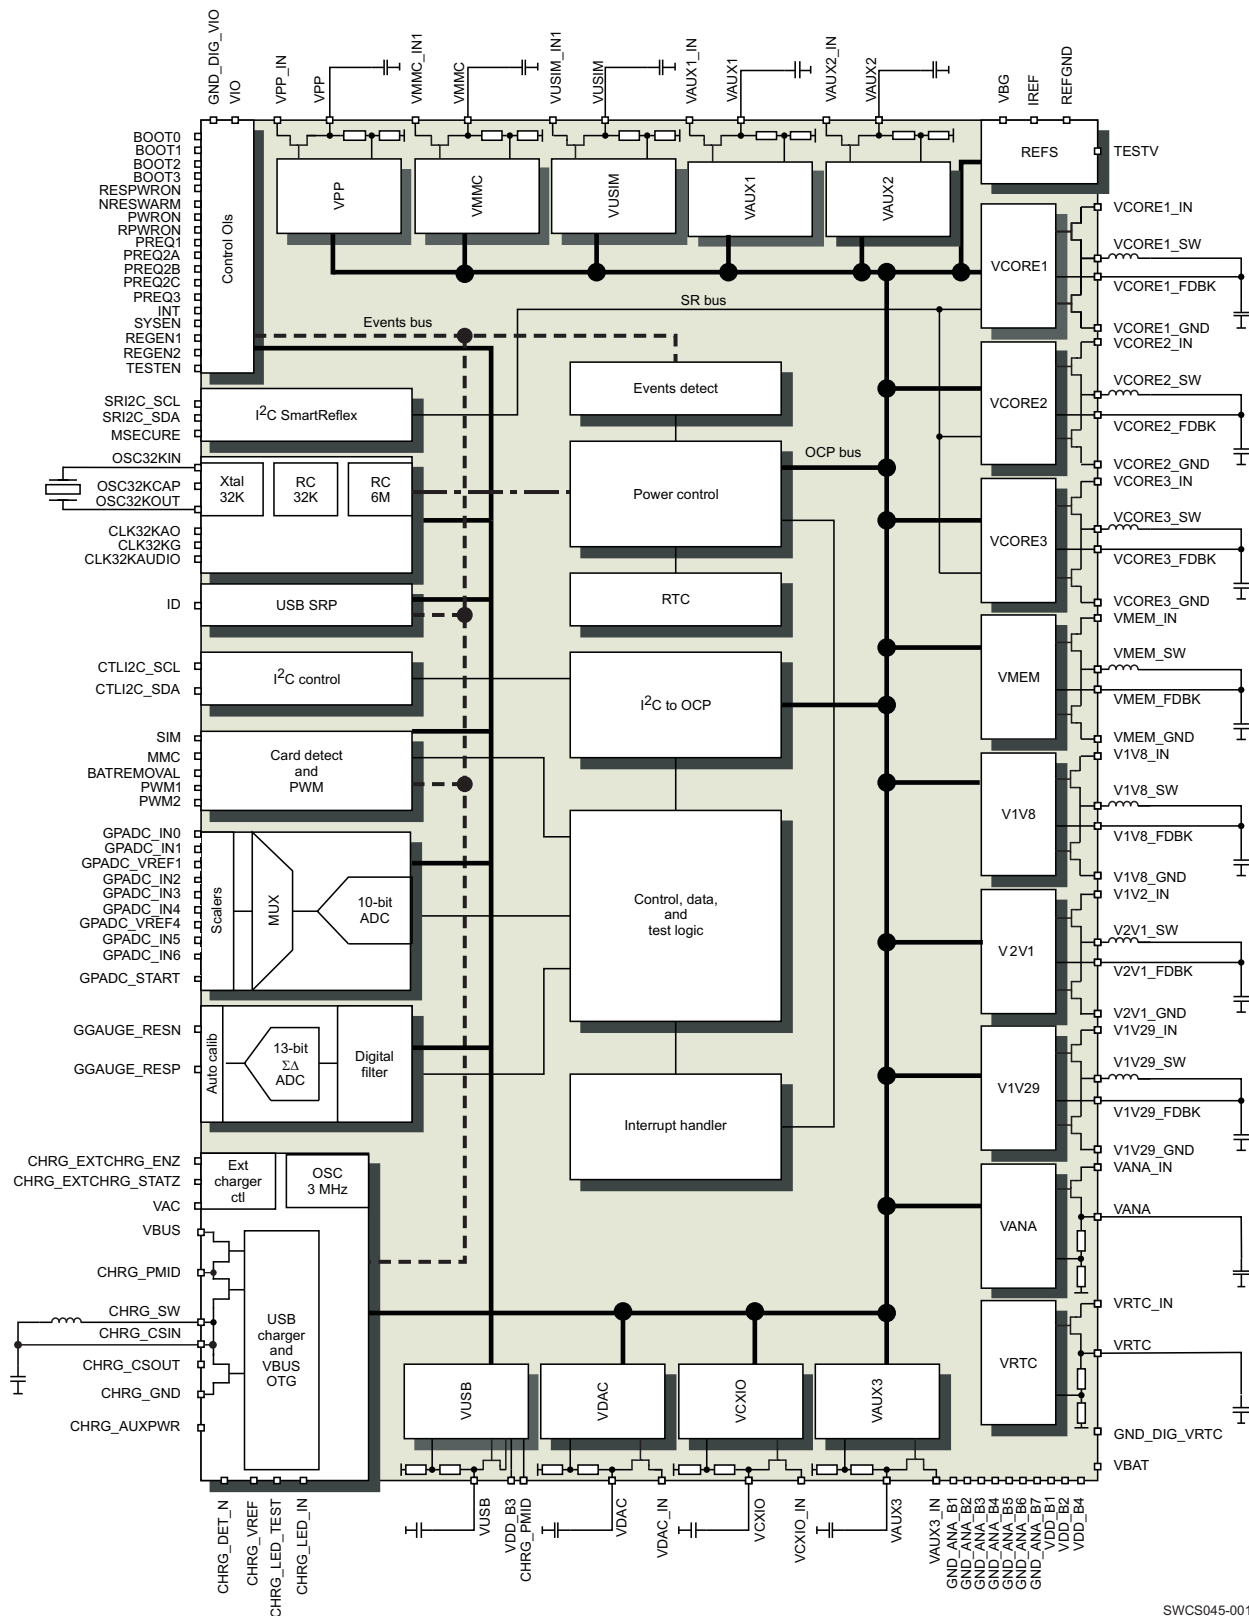 GND_DIG_VIO
VIO
VPP_IN
VPP
VMMC_IN1
VMMC
VUSIM_IN1
VUSIM
VAUX1_IN
VAUX1
VAUX2_IN
VAUX2
VBG
IREF
REFGND
BOOT0
BOOT1
BOOT2
BOOT3
RESPWRON
NRESWARM
PWRON
RPWRON
PREQ1
PREQ2A
PREQ2B
PREQ2C
PREQ3
INT
SYSEN
REGEN1
REGEN2
TESTEN
Control OIs
VPP
VMMC
VUSIM
VAUX1
VAUX2
REFS
TESTV
VCORE1
VCORE1_IN
VCORE1_SW
VCORE1_FDBK
VCORE1_GND
SR bus
Events bus
Events detect
VCORE2
VCORE2_IN
VCORE2_SW
VCORE2_FDBK
VCORE2_GND
SRI2C_SCL
SRI2C_SDA
MSECURE
I2C SmartReflex
OCP bus
Power control
OSC32KIN
OSC32KCAP
OSC32KOUT
CLK32KAO
CLK32KG
CLK32KAUDIO
Xtal
32K
RC
32K
RC
6M
VCORE3
VCORE3_IN
VCORE3_SW
VCORE3_FDBK
VCORE3_GND
ID
USB SRP
RTC
CTLI2C_SCL
CTLI2C_SDA
I2C control
I2C to OCP
VMEM
VMEM_IN
VMEM_SW
VMEM_FDBK
VMEM_GND
SIM
MMC
BATREMOVAL
PWM1
PWM2
Card detect
and
PWM
V1V8
V1V8_IN
V1V8_SW
V1V8_FDBK
V1V8_GND
GPADC_IN0
GPADC_IN1
GPADC_VREF1
GPADC_IN2
GPADC_IN3
GPADC_IN4
GPADC_VREF4
GPADC_IN5
GPADC_IN6
GPADC_START
Scalers
MUX
10-bit
ADC
Control, data,
and
test logic
V2V1
V1V2_IN
V2V1_SW
V2V1_FDBK
V2V1_GND
GGAUGE_RESN
GGAUGE_RESP
Auto calib
13-bit
ΣΔ
ADC
Digital
filter
Interrupt handler
V1V29
V1V29_IN
V1V29_SW
V1V29_FDBK
V1V29_GND
CHRG_EXTCHRG_ENZ
CHRG_EXTCHRG_STATZ
VAC
VBUS
CHRG_PMID
CHRG_SW
CHRG_CSIN
CHRG_CSOUT
CHRG_GND
CHRG_AUXPWR
Ext
charger
ctl
OSC
3 MHz
USB
charger
and
VBUS
OTG
VANA
VANA_IN
VANA
VRTC
VRTC_IN
VRTC
GND_DIG_VRTC
VBAT
VUSB
VDAC
VCXIO
VAUX3
CHRG_DET_N
CHRG_VREF
CHRG_LED_TEST
CHRG_LED_IN
VUSB
VDD_B3
CHRG_PMID
VDAC
VDAC_IN
VCXIO
VCXIO_IN
VAUX3
VAUX3_IN
GND_ANA_B1
GND_ANA_B2
GND_ANA_B3
GND_ANA_B4
GND_ANA_B5
GND_ANA_B6
GND_ANA_B7
VDD_B1
VDD_B2
VDD_B4
SWCS045-001